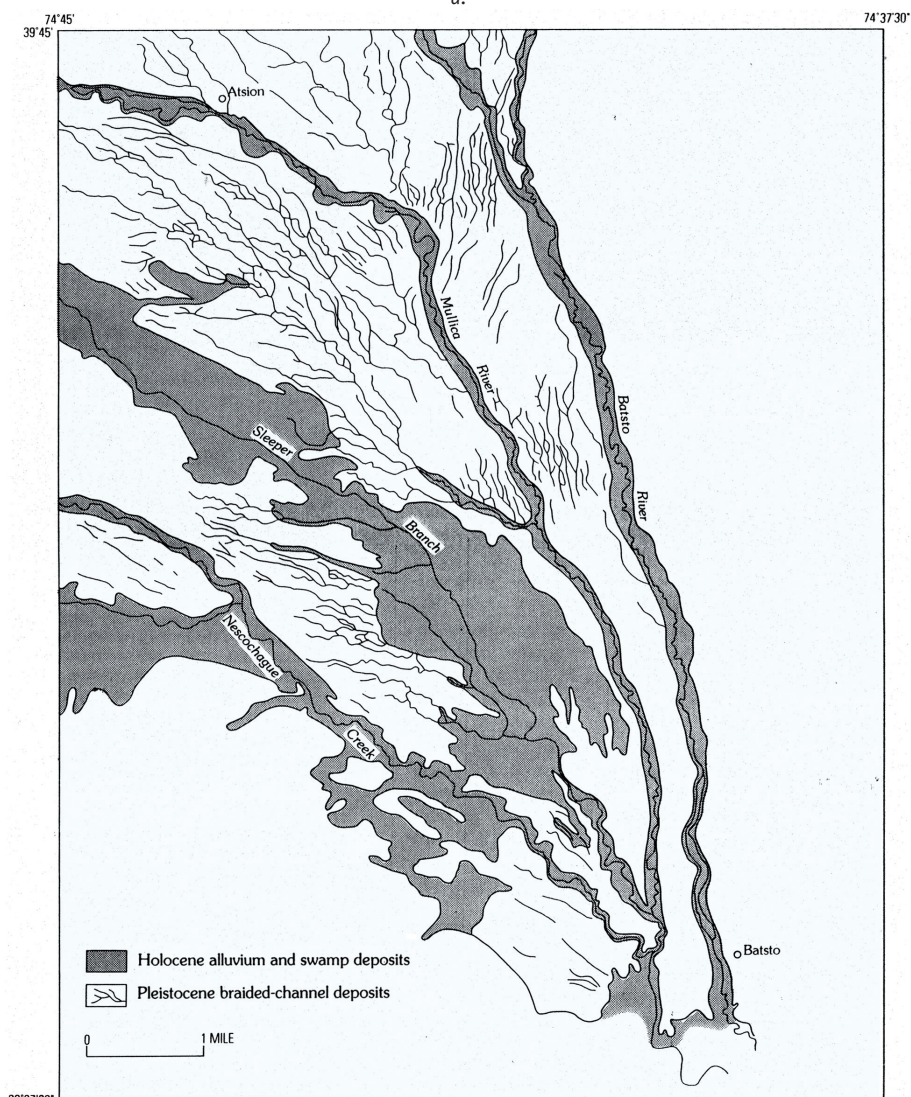 a.
74°45'
74°37'30"
39°45'
Atsion
Mullica
River
Batsto
River
Sleeper
Branch
Nescochague
Creek
Batsto
Holocene alluvium and swamp deposits
Pleistocene braided-channel deposits
0
1 MILE